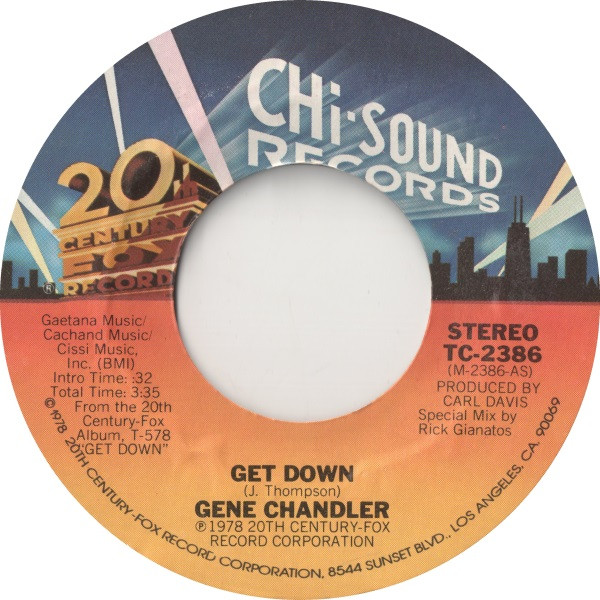 CHi-SOUND
RECORDS
20th
CENTURY
FOX
RECORDS
®
Gaetana Music/
Cachand Music/
Cissi Music,
Inc. (BMI)
Intro Time: :32
Total Time: 3:35
From the 20th
Century-Fox
Album, T-578
"GET DOWN"
STEREO
TC-2386
(M-2386-AS)
PRODUCED BY
CARL DAVIS
Special Mix by
Rick Gianatos
GET DOWN
(J. Thompson)
GENE CHANDLER
℗1978 20TH CENTURY-FOX
RECORD CORPORATION
©1978, 20TH CENTURY-FOX RECORD CORPORATION, 8544 SUNSET BLVD., LOS ANGELES, CA. 90069